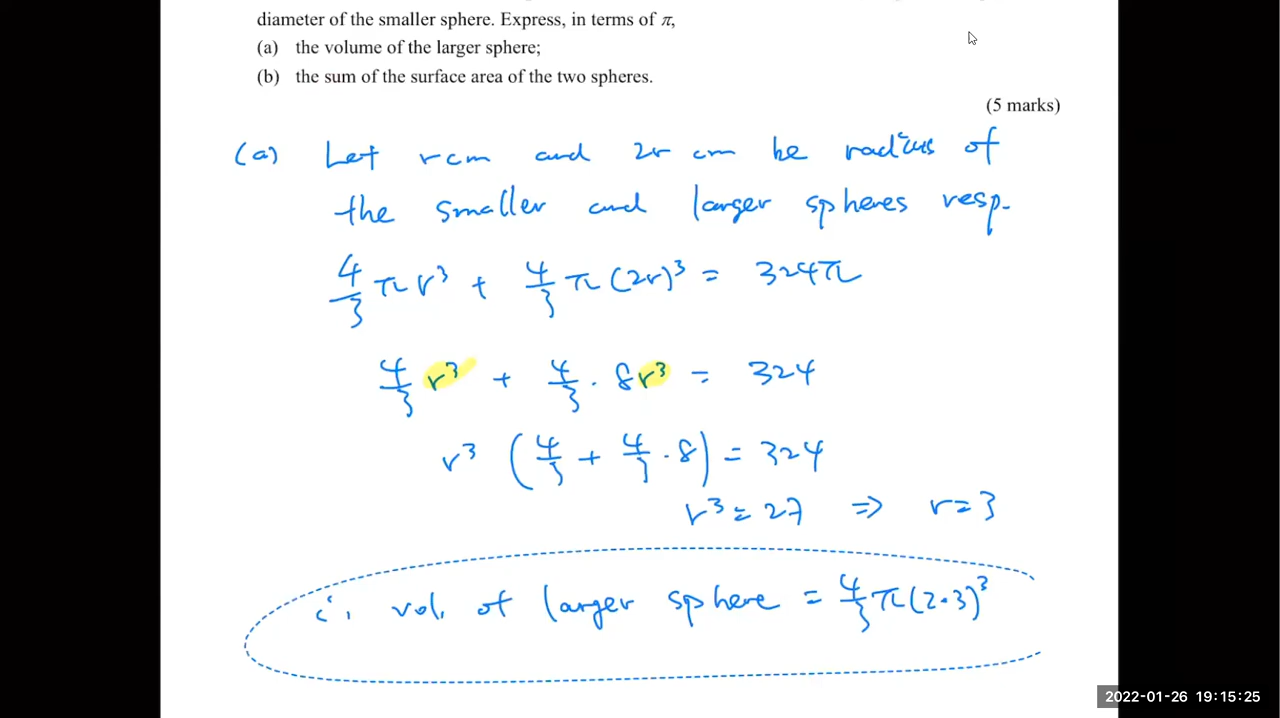 diameter of the smaller sphere. Express, in terms of π,
(a) the volume of the larger sphere;
(b) the sum of the surface area of the two spheres.
(5 marks)
(a) Let r cm and 2r cm be radius of
the smaller and larger spheres resp.
4/3 πr³ + 4/3 π(2r)³ = 324π
4/3 r³ + 4/3 · 8r³ = 324
r³ (4/3 + 4/3 · 8) = 324
r³ = 27 ⇒ r = 3
∴ vol. of larger sphere = 4/3 π(2·3)³
2022-01-26 19:15:25